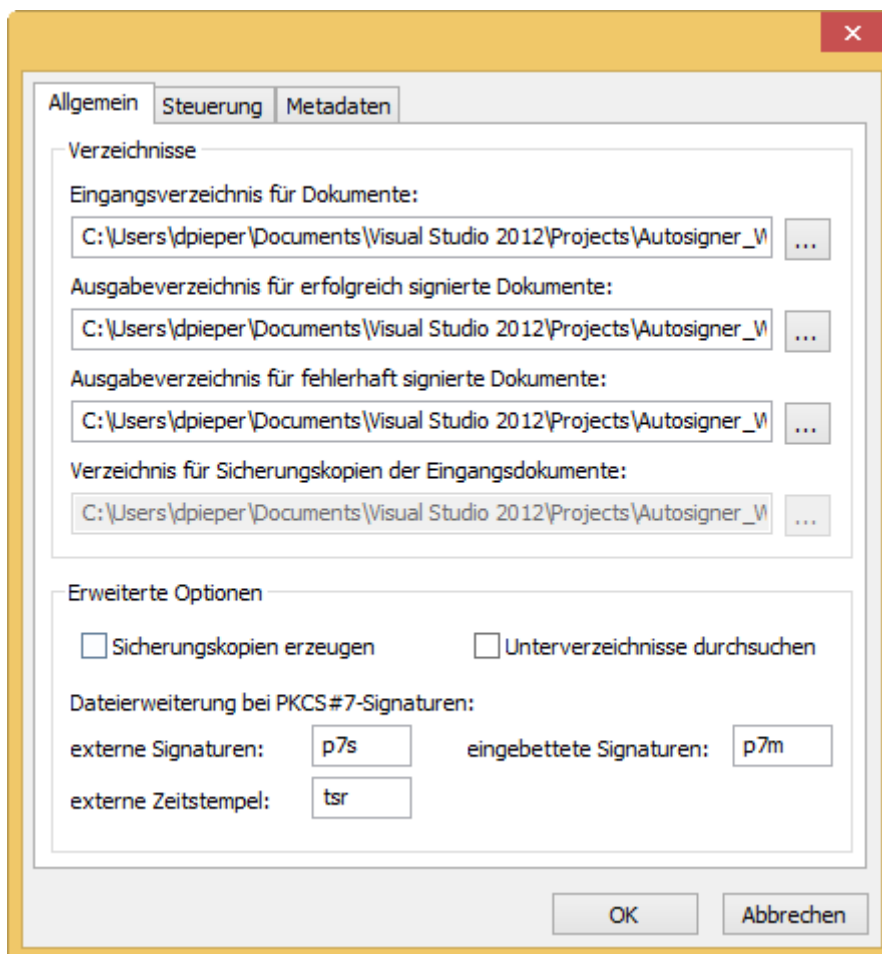 Allgemein Steuerung Metadaten
Verzeichnisse
Eingangsverzeichnis für Dokumente:
C:\Users\dpieper\Documents\Visual Studio 2012\Projects\Autosigner_W ...
Ausgabeverzeichnis für erfolgreich signierte Dokumente:
C:\Users\dpieper\Documents\Visual Studio 2012\Projects\Autosigner_W ...
Ausgabeverzeichnis für fehlerhaft signierte Dokumente:
C:\Users\dpieper\Documents\Visual Studio 2012\Projects\Autosigner_W ...
Verzeichnis für Sicherungskopien der Eingangsdokumente:
C:\Users\dpieper\Documents\Visual Studio 2012\Projects\Autosigner_W ...
Erweiterte Optionen
Sicherungskopien erzeugen Unterverzeichnisse durchsuchen
Dateierweiterung bei PKCS#7-Signaturen:
externe Signaturen: p7s eingebettete Signaturen: p7m
externe Zeitstempel: tsr
OK Abbrechen